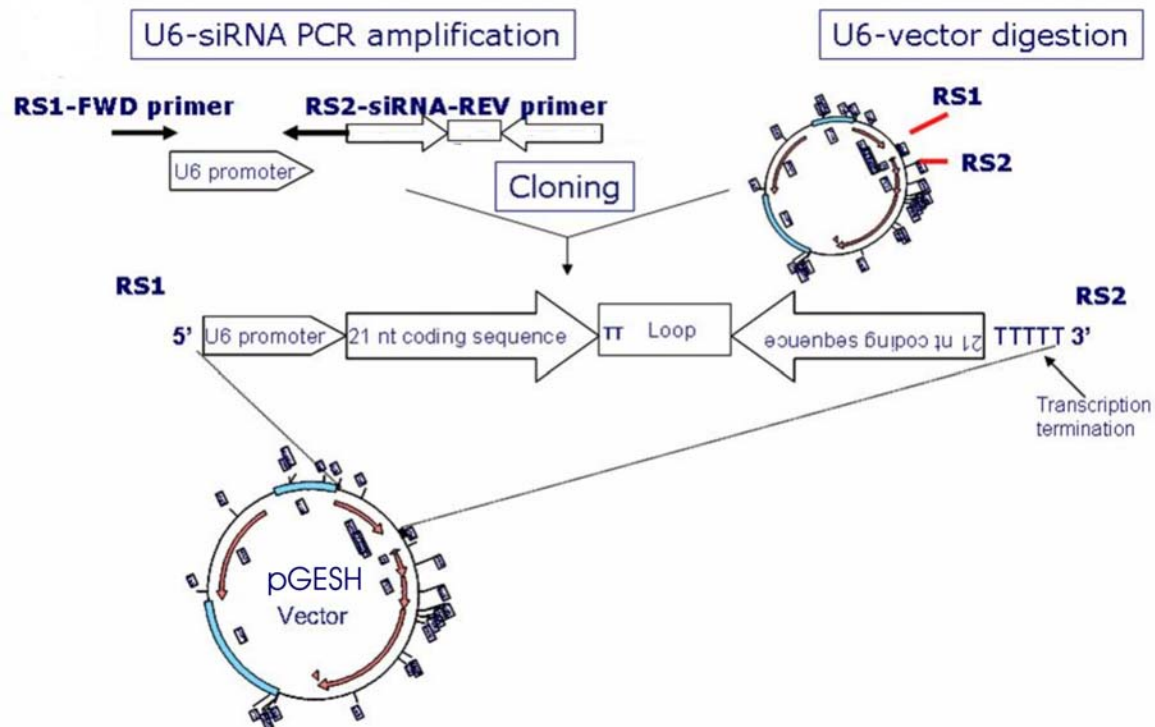 U6-siRNA PCR amplification
U6-vector digestion
RS1-FWD primer
RS2-siRNA-REV primer
RS1
RS2
U6 promoter
Cloning
RS1
RS2
5’
U6 promoter
21 nt coding sequence
TT
Loop
21 nt coding sequence
TTTTT 3’
Transcription
termination
pGESH
Vector